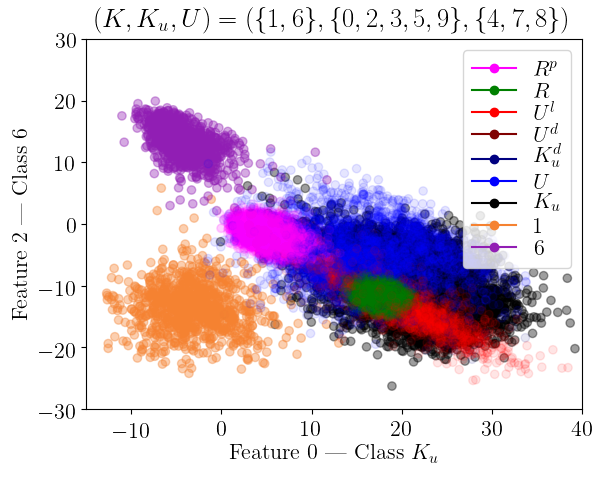 (K, K_u, U) = ({1, 6}, {0, 2, 3, 5, 9}, {4, 7, 8})
30
20
10
0
−10
−20
−30
Feature 2 — Class 6
R^p
R
U^l
U^d
K_u^d
U
K_u
1
6
−10
0
10
20
30
40
Feature 0 — Class K_u